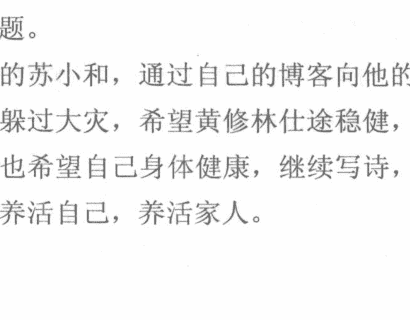 题。
的苏小和，通过自己的博客向他的
躲过大灾，希望黄修林仕途稳健，
也希望自己身体健康，继续写诗，
养活自己，养活家人。